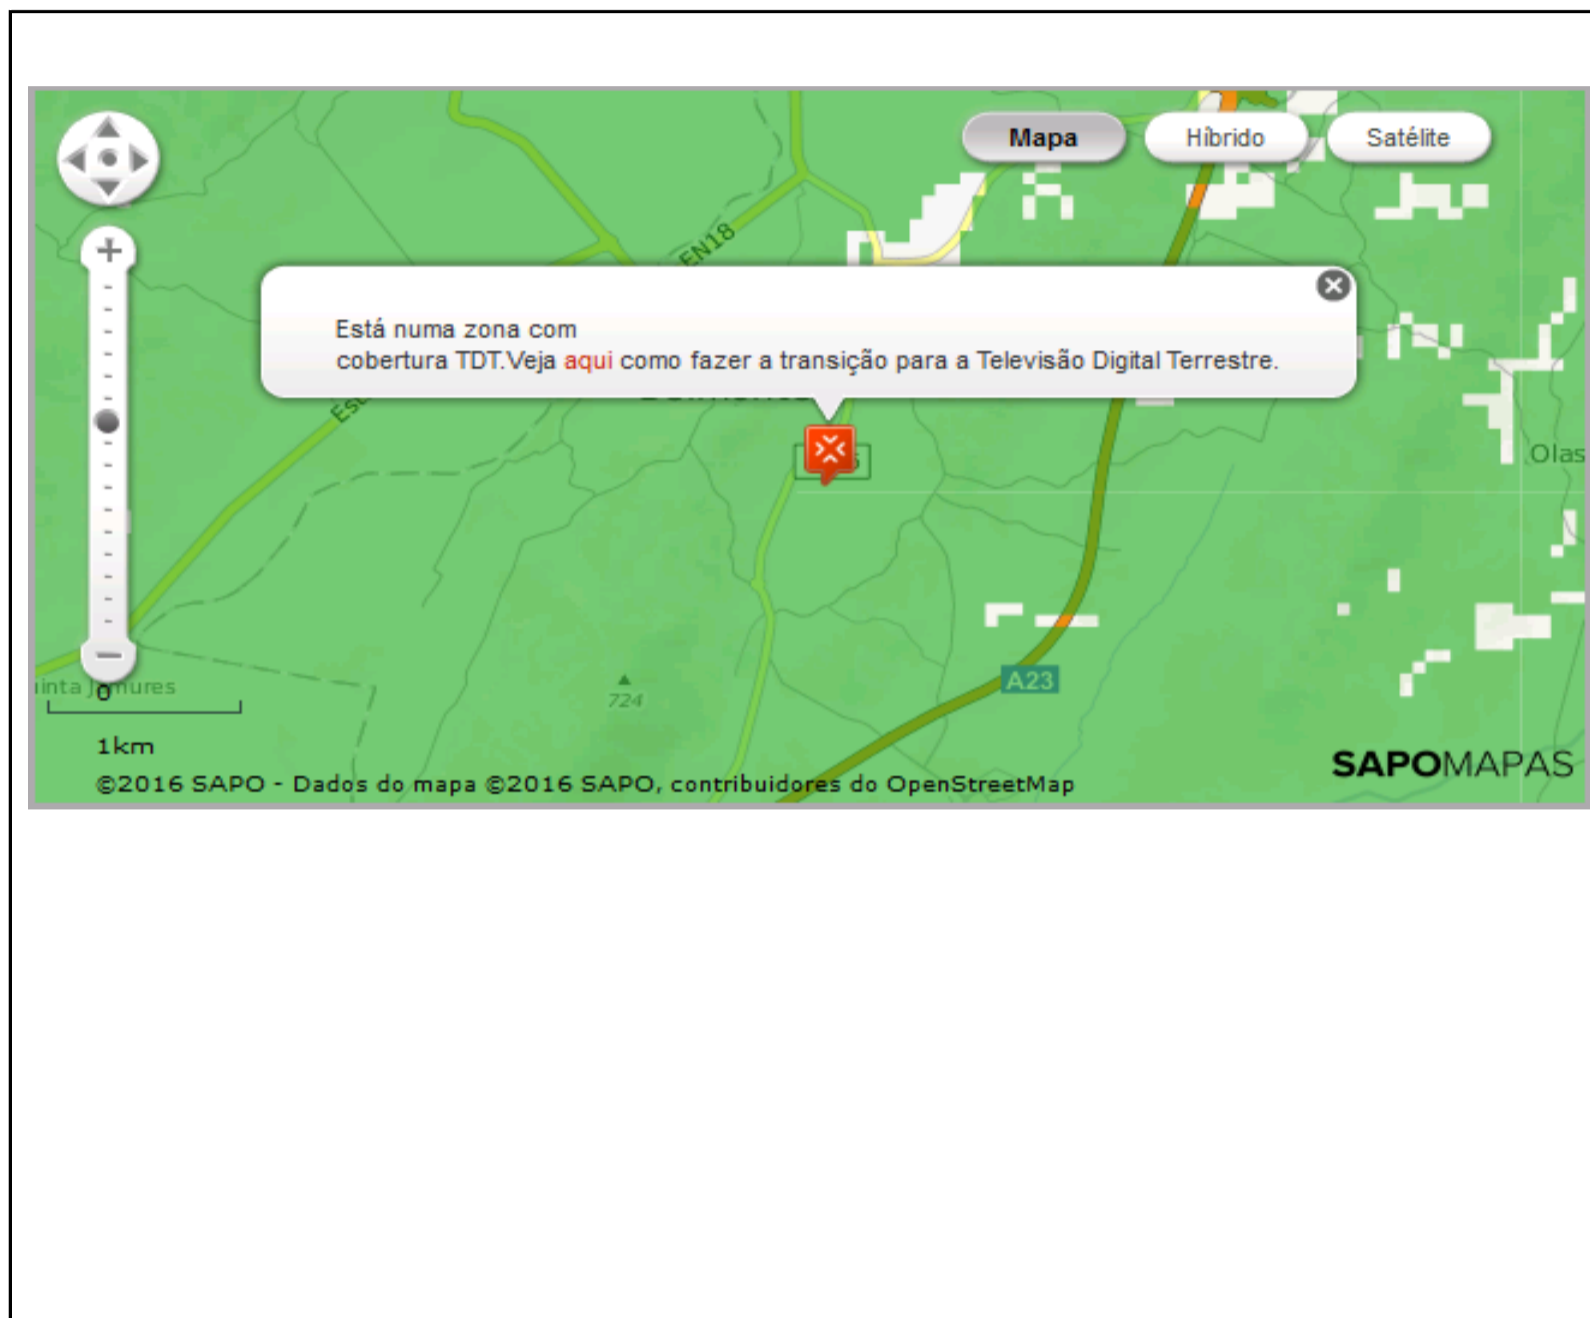 Mapa
Híbrido
Satélite
EN18
Está numa zona com
cobertura TDT.Veja aqui como fazer a transição para a Televisão Digital Terrestre.
Olas
A23
724
0
1km
SAPOMAPAS
©2016 SAPO - Dados do mapa ©2016 SAPO, contribuidores do OpenStreetMap